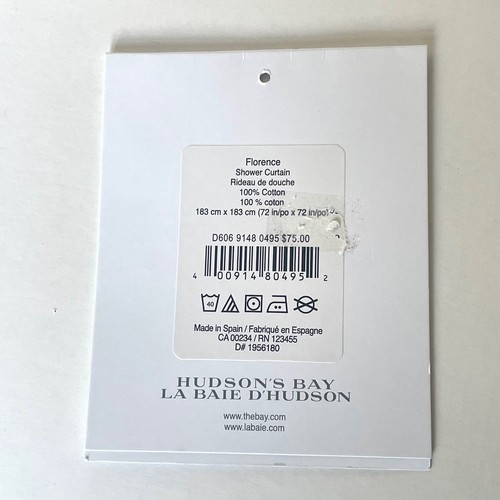 Florence
Shower Curtain
Rideau de douche
100% Cotton
100 % coton
183 cm x 183 cm (72 in/po x 72 in/po)
D606 9148 0495 $75.00
4 00914 80495 2
40
Made in Spain / Fabriqué en Espagne
CA 00234 / RN 123455
D# 1956180
HUDSON'S BAY
LA BAIE D'HUDSON
www.thebay.com
www.labaie.com